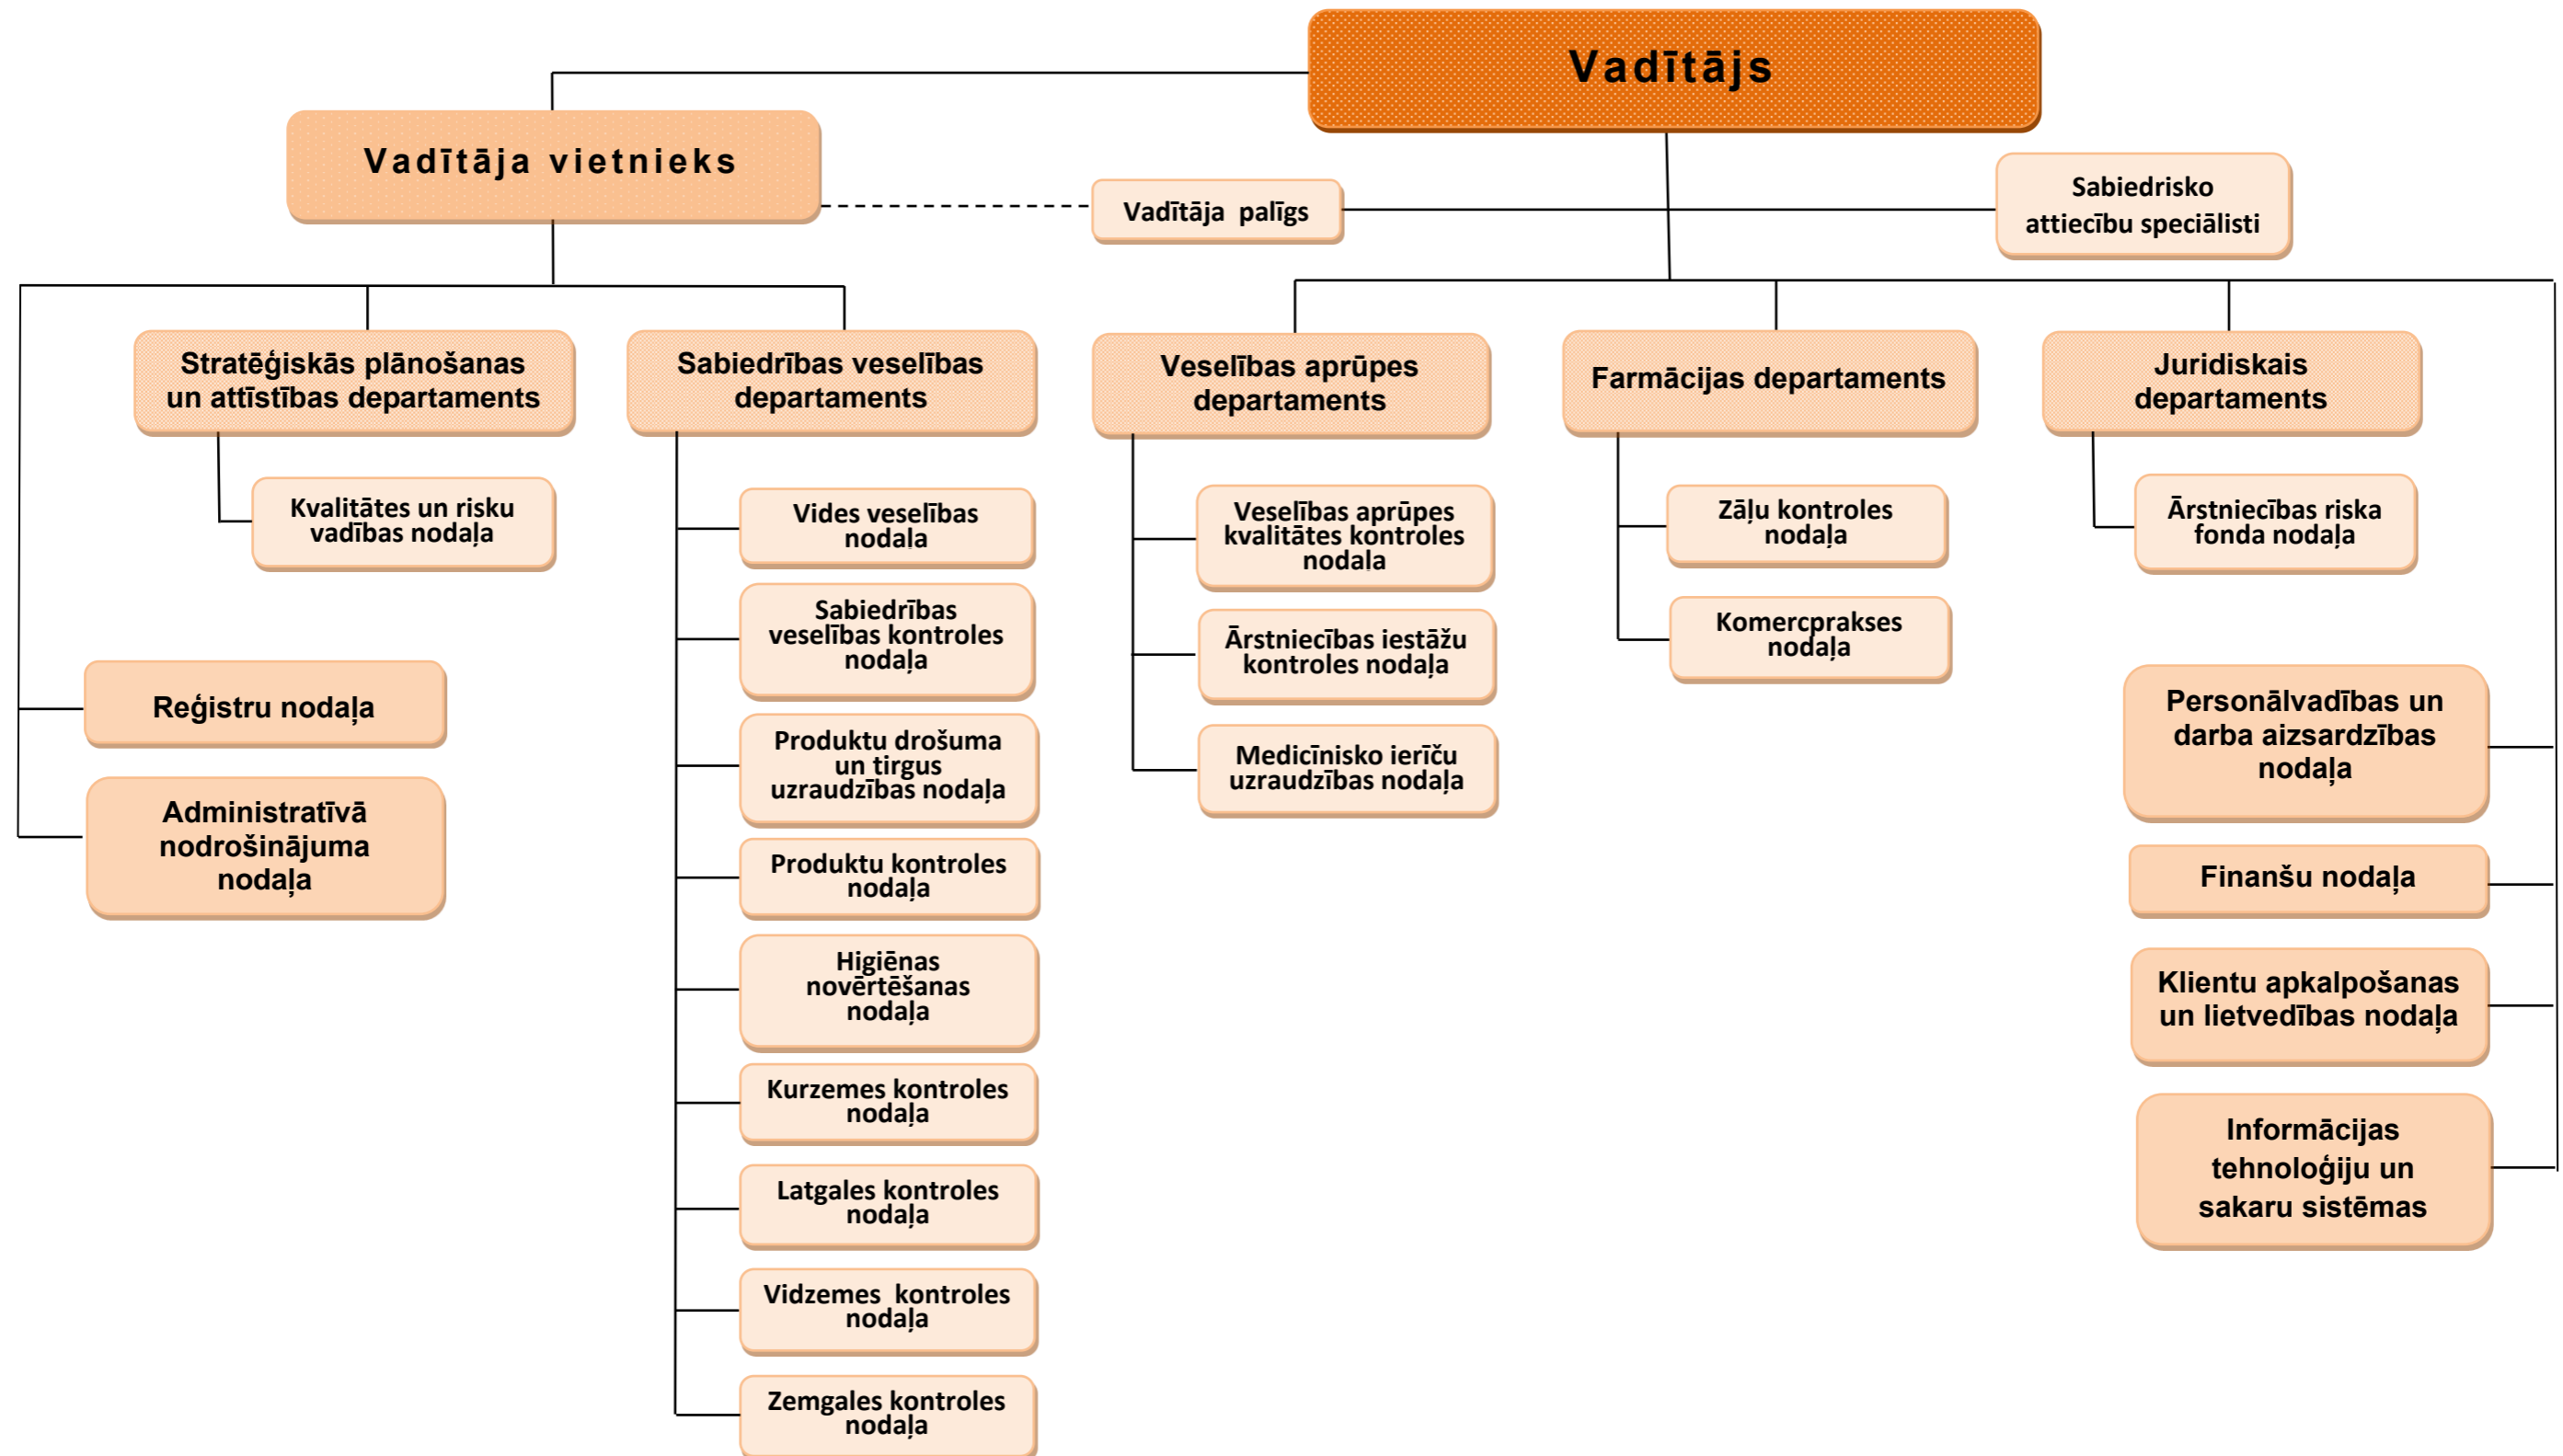 Vadītājs
Vadītāja vietnieks
Vadītāja palīgs
Sabiedrisko
attiecību speciālisti
Stratēģiskās plānošanas
un attīstības departaments
Kvalitātes un risku
vadības nodaļa
Reģistru nodaļa
Administratīvā
nodrošinājuma
nodaļa
Sabiedrības veselības
departaments
Vides veselības
nodaļa
Sabiedrības
veselības kontroles
nodaļa
Produktu drošuma
un tirgus
uzraudzības nodaļa
Produktu kontroles
nodaļa
Higiēnas
novērtēšanas
nodaļa
Kurzemes kontroles
nodaļa
Latgales kontroles
nodaļa
Vidzemes kontroles
nodaļa
Zemgales kontroles
nodaļa
Veselības aprūpes
departaments
Veselības aprūpes
kvalitātes kontroles
nodaļa
Ārstniecības iestāžu
kontroles nodaļa
Medicīnisko ierīču
uzraudzības nodaļa
Farmācijas departaments
Zāļu kontroles
nodaļa
Komercprakses
nodaļa
Juridiskais
departaments
Ārstniecības riska
fonda nodaļa
Personālvadības un
darba aizsardzības
nodaļa
Finanšu nodaļa
Klientu apkalpošanas
un lietvedības nodaļa
Informācijas
tehnoloģiju un
sakaru sistēmas